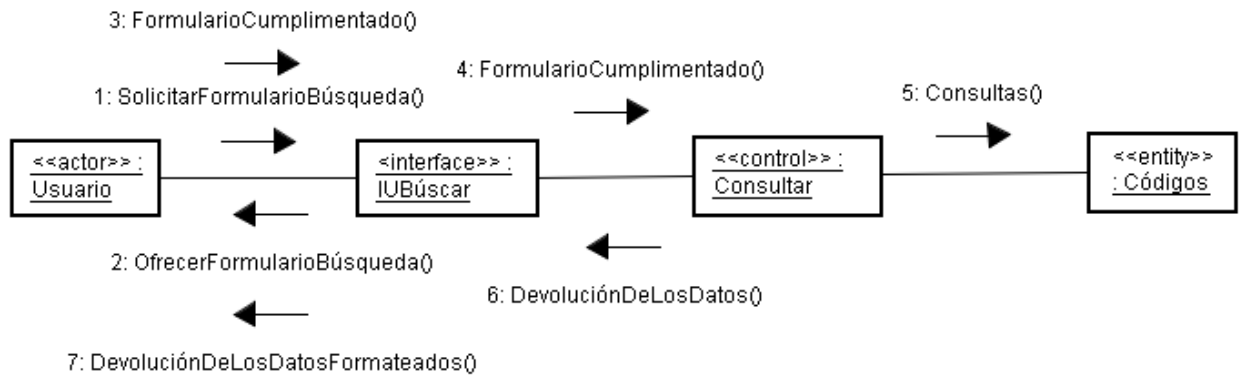 3: FormularioCumplimentado()
4: FormularioCumplimentado()
1: SolicitarFormularioBúsqueda()
5: Consultas()
<<actor>> :
Usuario
<interface>> :
IUBúscar
<<control>> :
Consultar
<<entity>>
: Códigos
2: OfrecerFormularioBúsqueda()
6: DevoluciónDeLosDatos()
7: DevoluciónDeLosDatosFormateados()